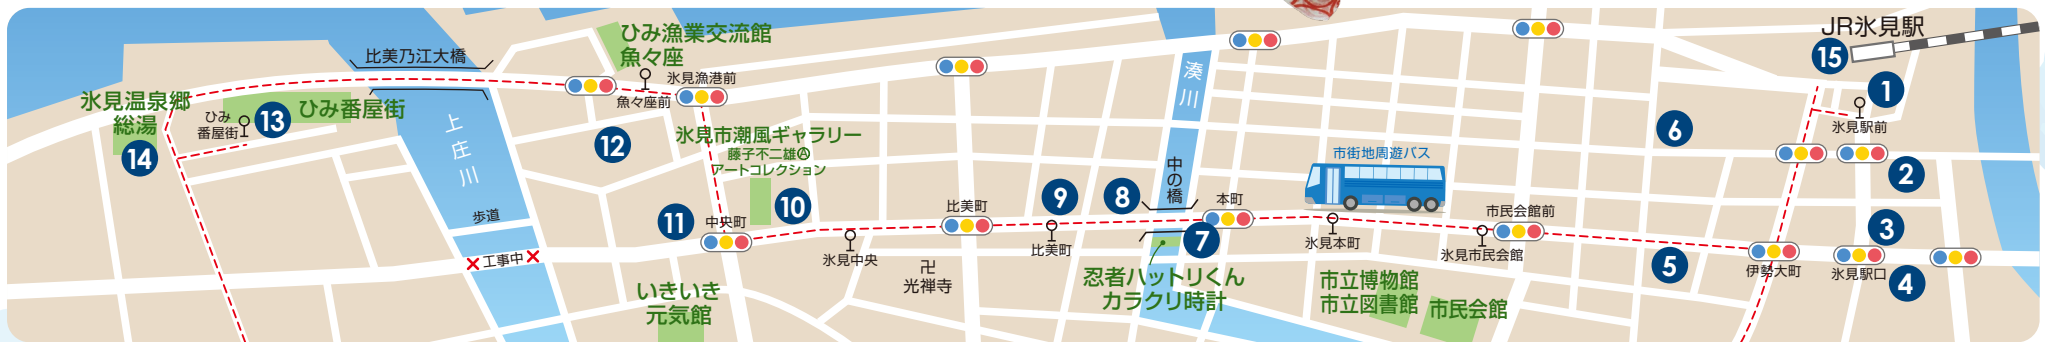 氷見温泉郷
総湯
14
ひみ
番屋街
13
ひみ番屋街
比美乃江大橋
上庄川
歩道
工事中
ひみ漁業交流館
魚々座
魚々座前
氷見漁港前
12
氷見市潮風ギャラリー
藤子不二雄Ⓐ
アートコレクション
10
11
中央町
いきいき
元気館
氷見中央
卍
光禅寺
比美町
9
比美町
8
湊川
中の橋
本町
7
忍者ハットリくん
カラクリ時計
市街地周遊バス
氷見本町
市立博物館
市立図書館
市民会館
氷見市民会館
市民会館前
JR氷見駅
15
1
氷見駅前
6
2
3
5
伊勢大町
氷見駅口
4